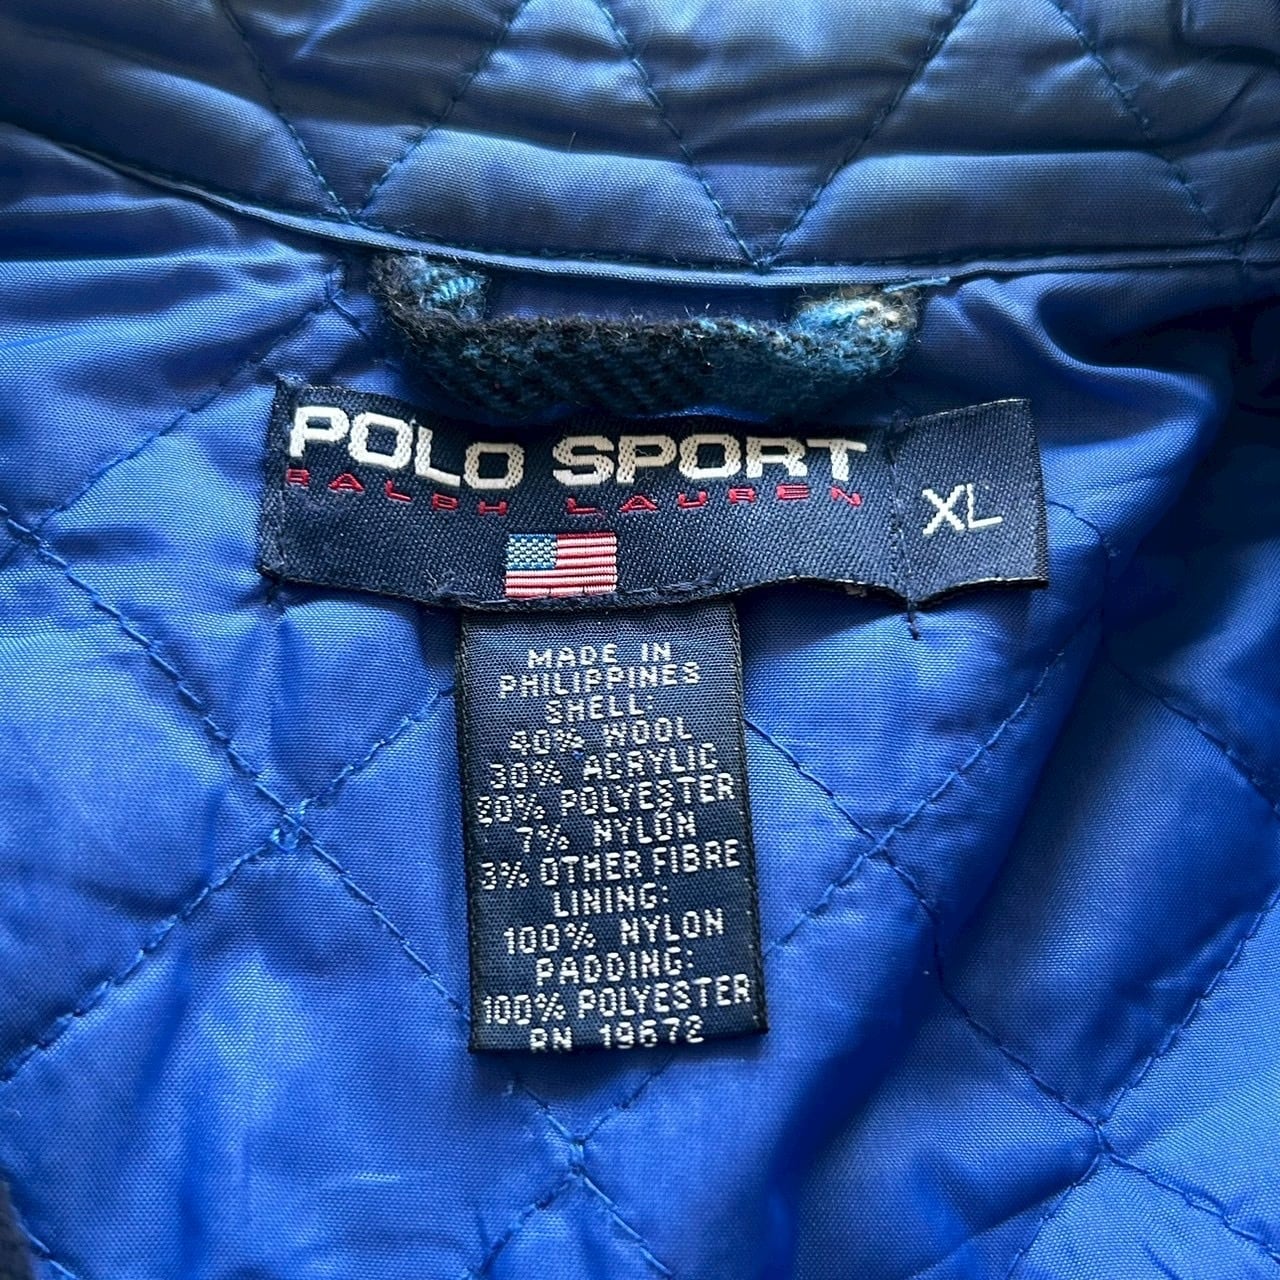 POLO SPORT
RALPH LAUREN
XL
MADE IN
PHILIPPINES
SHELL:
40% WOOL
30% ACRYLIC
20% POLYESTER
7% NYLON
3% OTHER FIBRE
LINING:
100% NYLON
PADDING:
100% POLYESTER
RN 19672